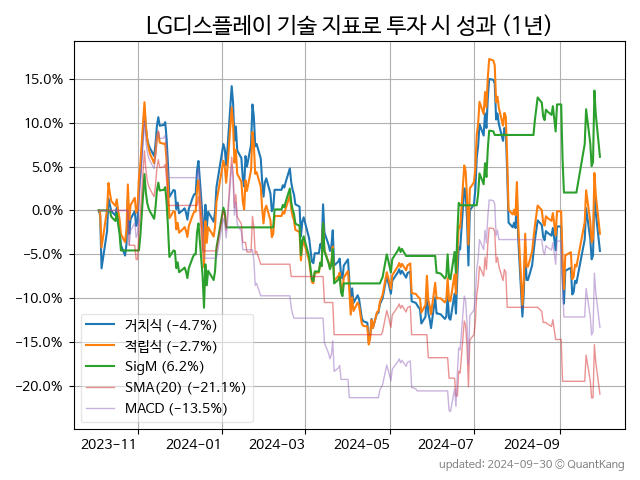 LG디스플레이 기술 지표로 투자 시 성과 (1년)
15.0%
10.0%
5.0%
0.0%
−5.0%
−10.0%
−15.0%
−20.0%
거치식 (−4.7%)
적립식 (−2.7%)
SigM (6.2%)
SMA(20) (−21.1%)
MACD (−13.5%)
2023-11 2024-01 2024-03 2024-05 2024-07 2024-09
updated: 2024-09-30 © QuantKang